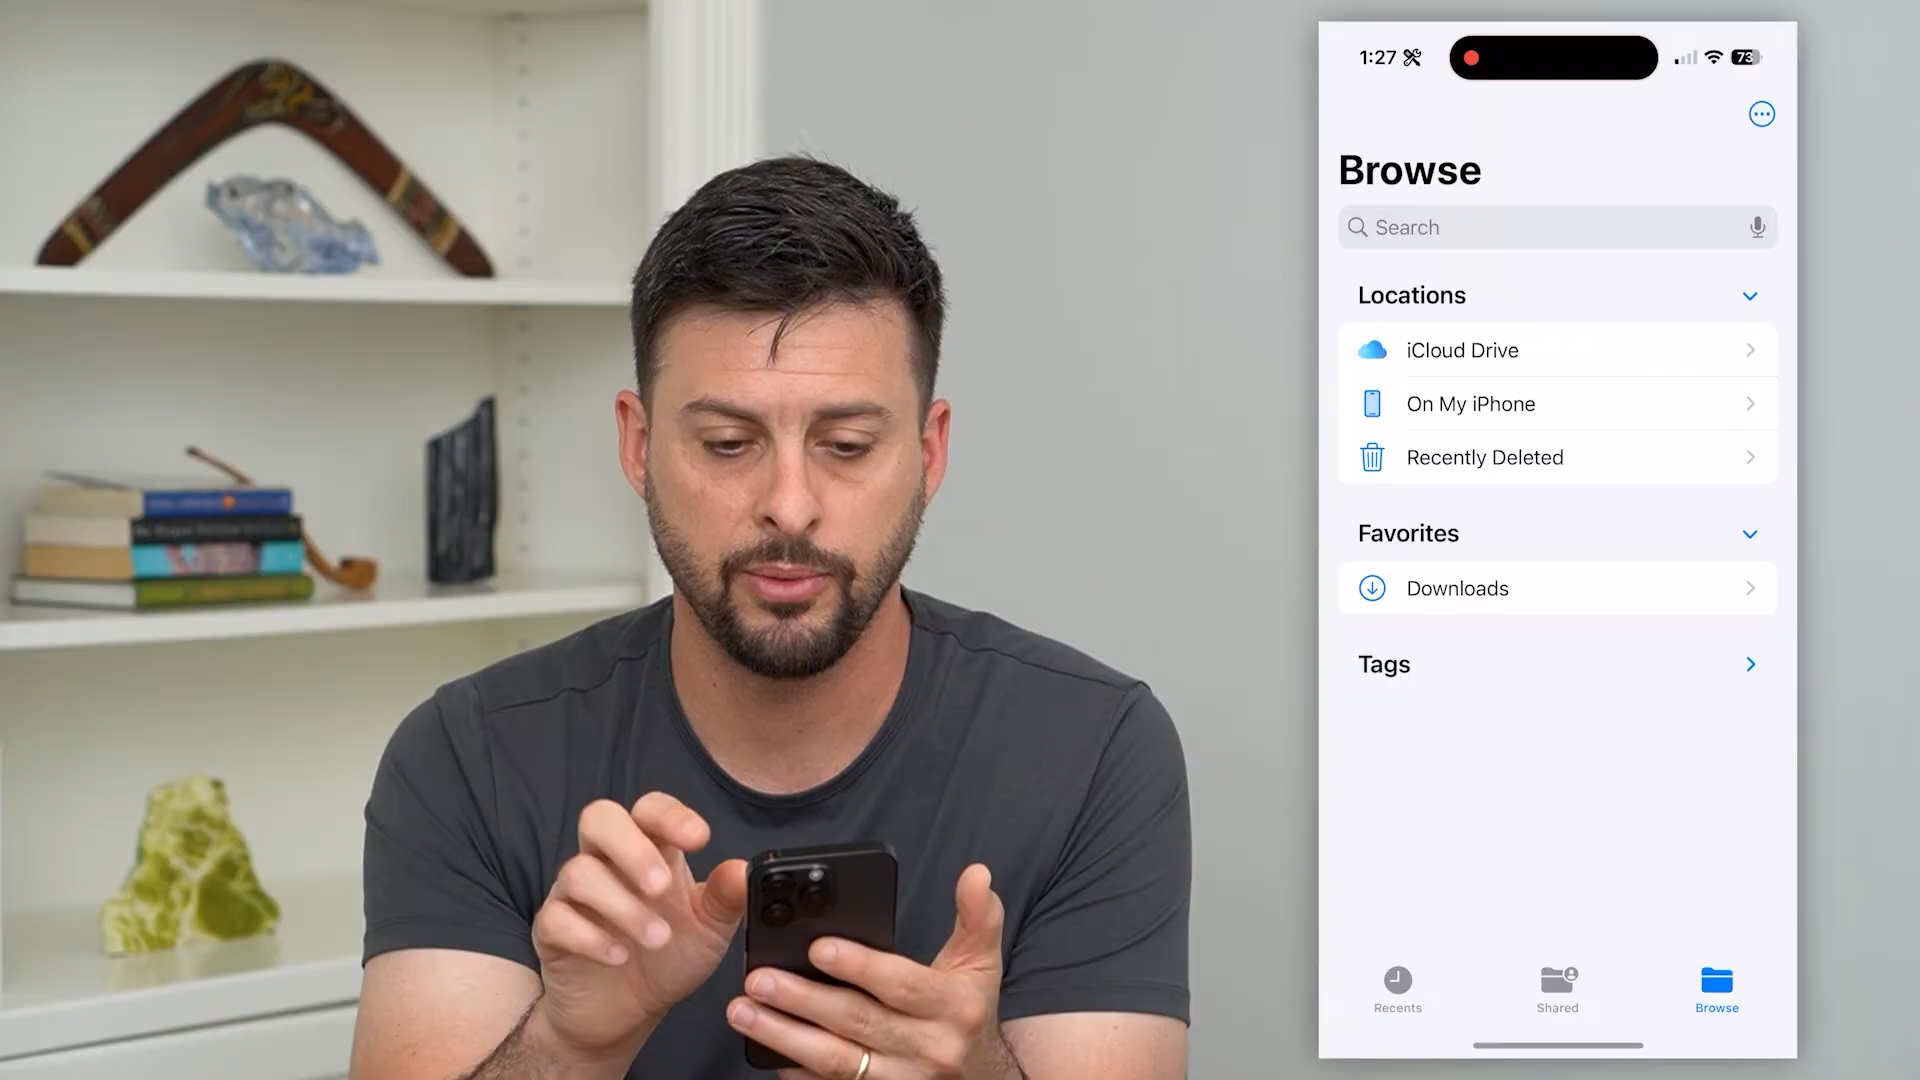 1:27
73
Browse
Search
Locations
iCloud Drive
On My iPhone
Recently Deleted
Favorites
Downloads
Tags
Recents
Shared
Browse